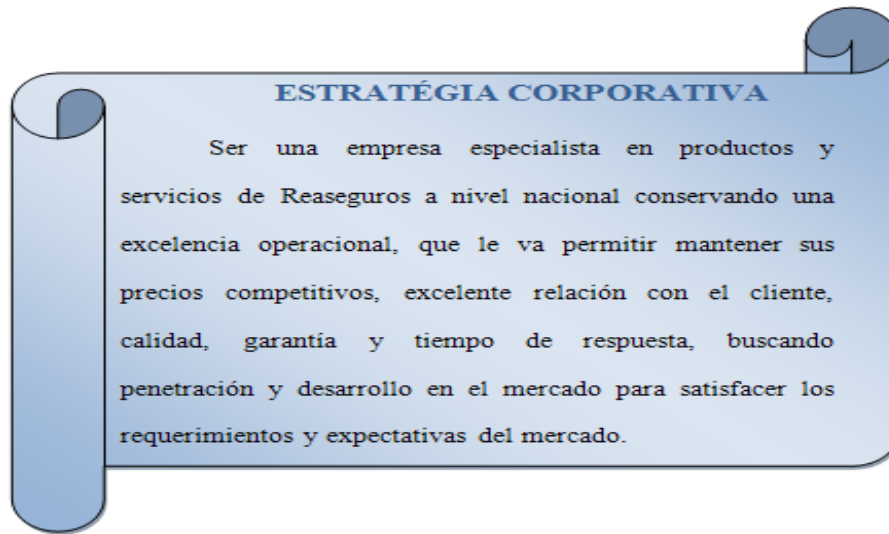 ESTRATÉGIA CORPORATIVA
Ser una empresa especialista en productos y
servicios de Reaseguros a nivel nacional conservando una
excelencia operacional, que le va permitir mantener sus
precios competitivos, excelente relación con el cliente,
calidad, garantía y tiempo de respuesta, buscando
penetración y desarrollo en el mercado para satisfacer los
requerimientos y expectativas del mercado.